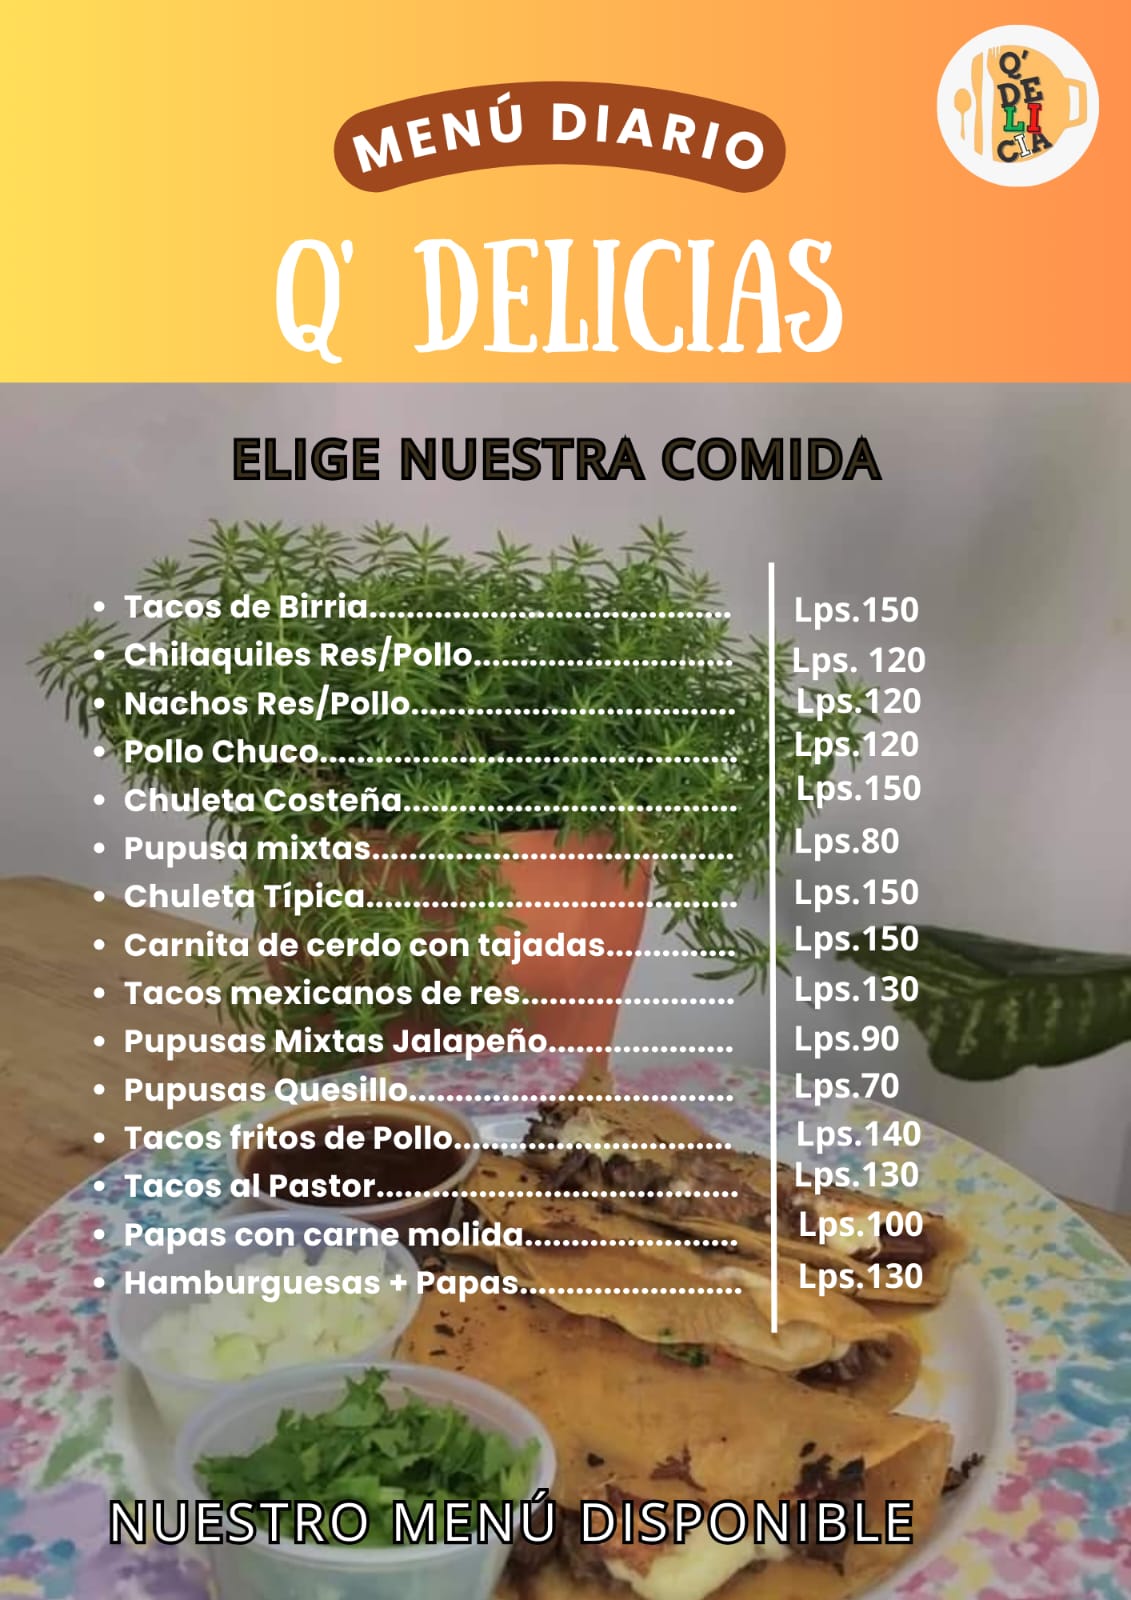 MENÚ DIARIO
Q' DELICIAS
Q'
DE
LI
CIA
ELIGE NUESTRA COMIDA
• Tacos de Birria....................................... Lps.150
• Chilaquiles Res/Pollo............................ Lps. 120
• Nachos Res/Pollo................................... Lps.120
• Pollo Chuco............................................. Lps.120
• Chuleta Costeña.................................... Lps.150
• Pupusa mixtas....................................... Lps.80
• Chuleta Típica........................................ Lps.150
• Carnita de cerdo con tajadas.............. Lps.150
• Tacos mexicanos de res....................... Lps.130
• Pupusas Mixtas Jalapeño.................... Lps.90
• Pupusas Quesillo................................... Lps.70
• Tacos fritos de Pollo.............................. Lps.140
• Tacos al Pastor....................................... Lps.130
• Papas con carne molida....................... Lps.100
• Hamburguesas + Papas........................ Lps.130
NUESTRO MENÚ DISPONIBLE